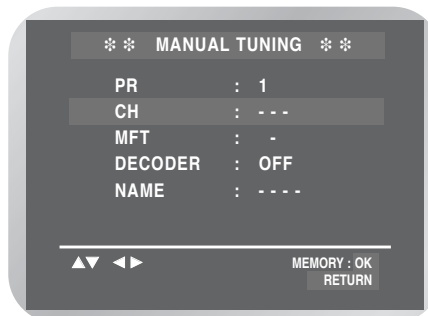 ❇❇ MANUAL TUNING ❇❇
PR : 1
CH : - - -
MFT : -
DECODER : OFF
NAME : - - - -
▲▼ ◀▶ MEMORY : OK
RETURN